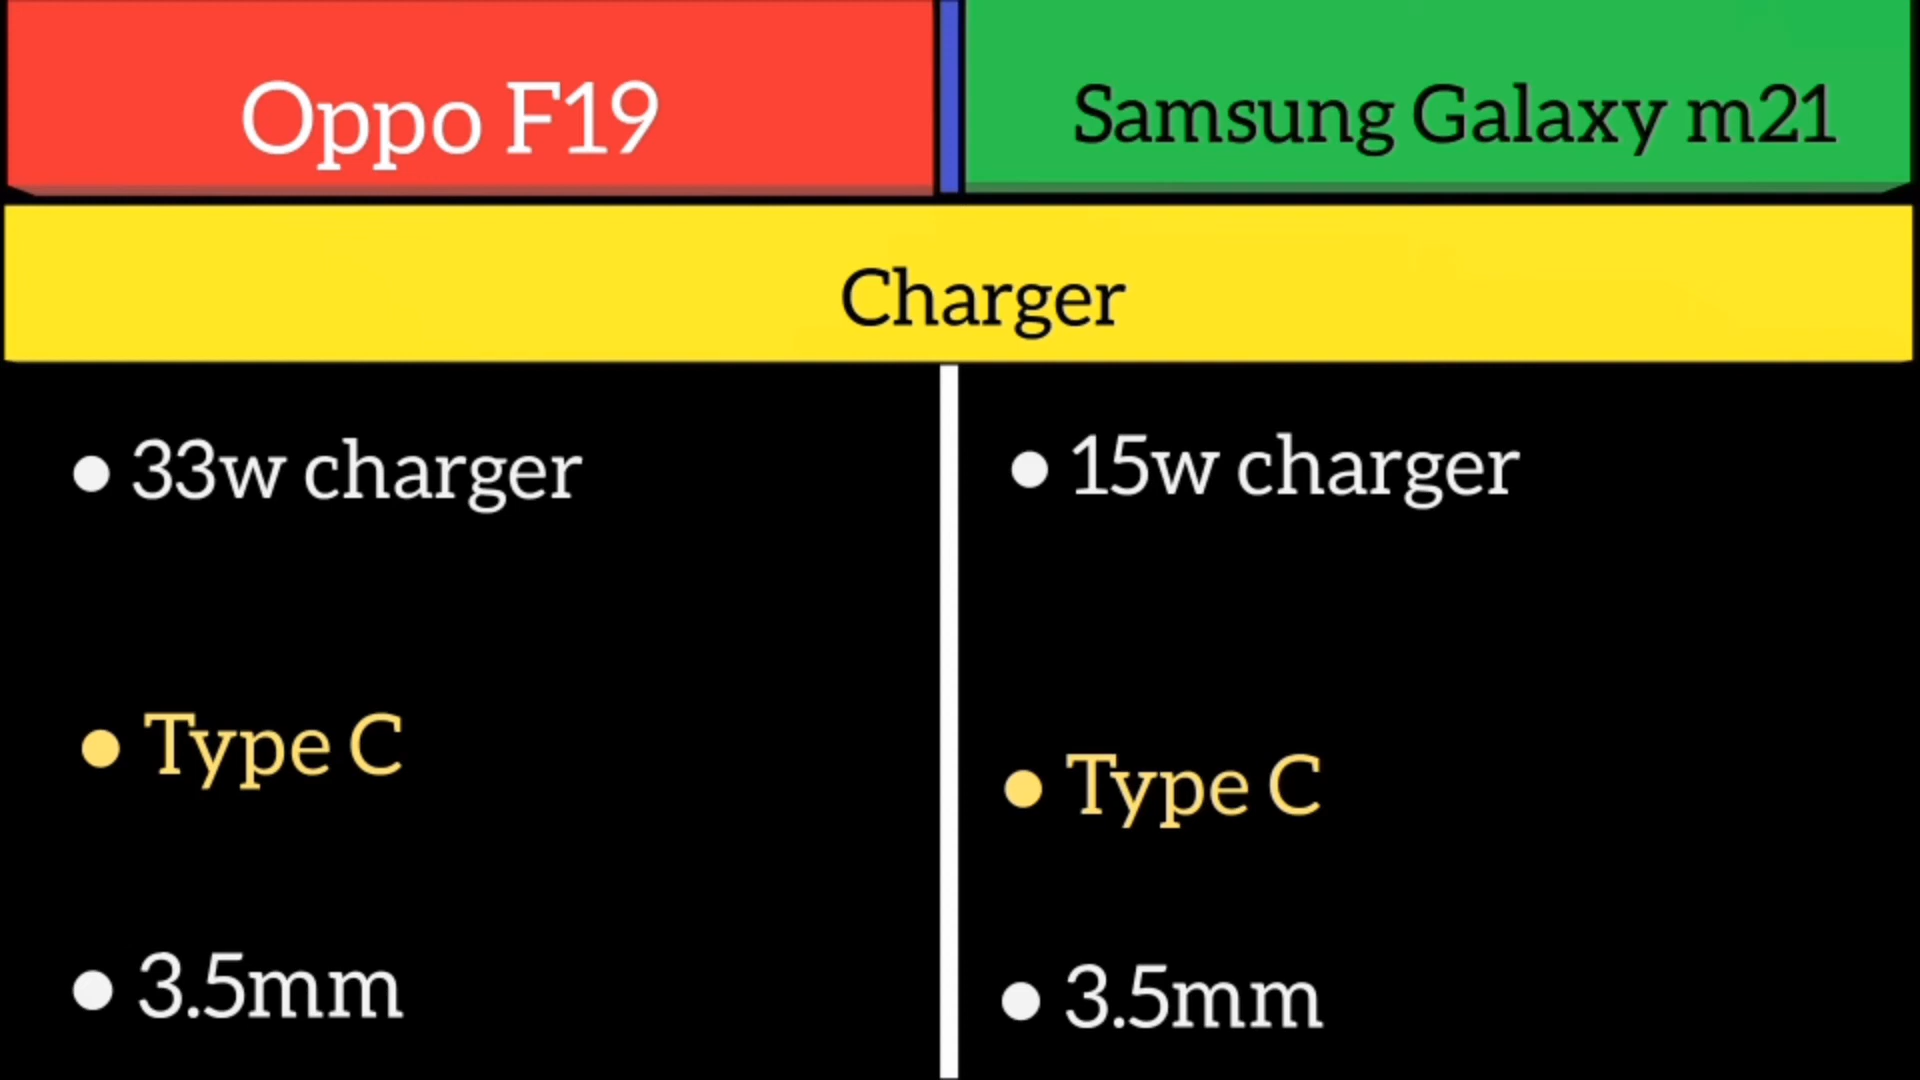 Oppo F19
Samsung Galaxy m21
Charger
33w charger
15w charger
Type C
Type C
3.5mm
3.5mm